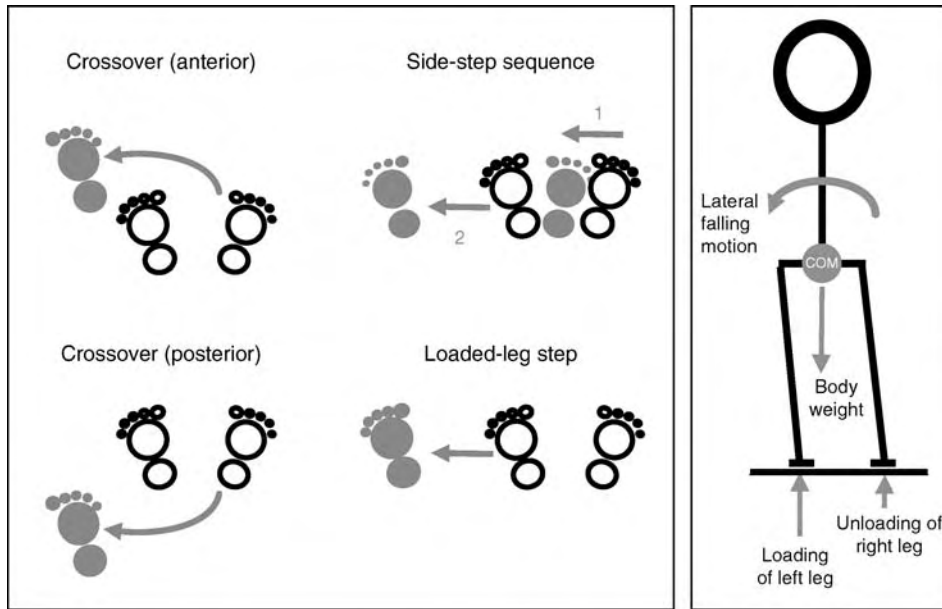 Crossover (anterior)
Side-step sequence
1
2
Crossover (posterior)
Loaded-leg step
Lateral
falling
motion
COM
Body
weight
Unloading of
right leg
Loading
of left leg